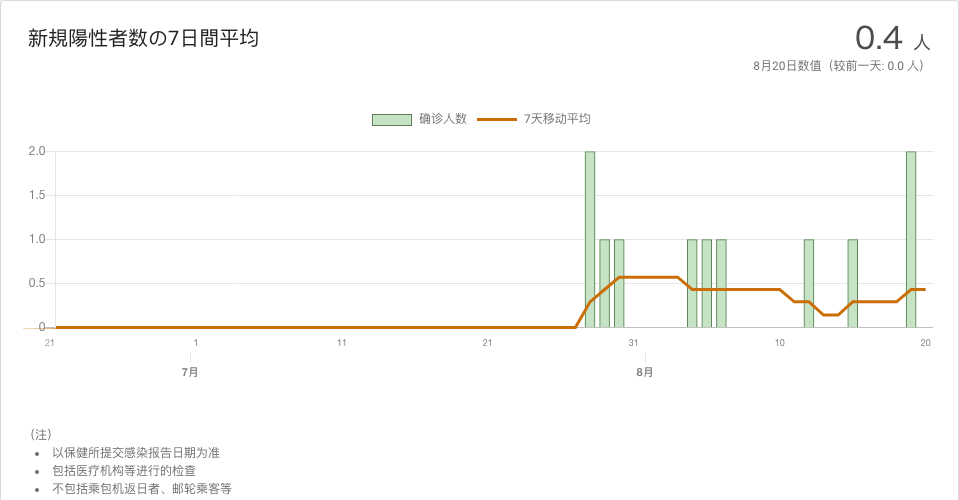 新規陽性者数の7日間平均
0.4 人
8月20日数值（较前一天: 0.0 人）
确诊人数 7天移动平均
2.0
1.5
1.0
0.5
0
21 1 11 21 31 10 20
7月 8月
（注）
• 以保健所提交感染报告日期为准
• 包括医疗机构等进行的检查
• 不包括乘包机返日者、邮轮乘客等